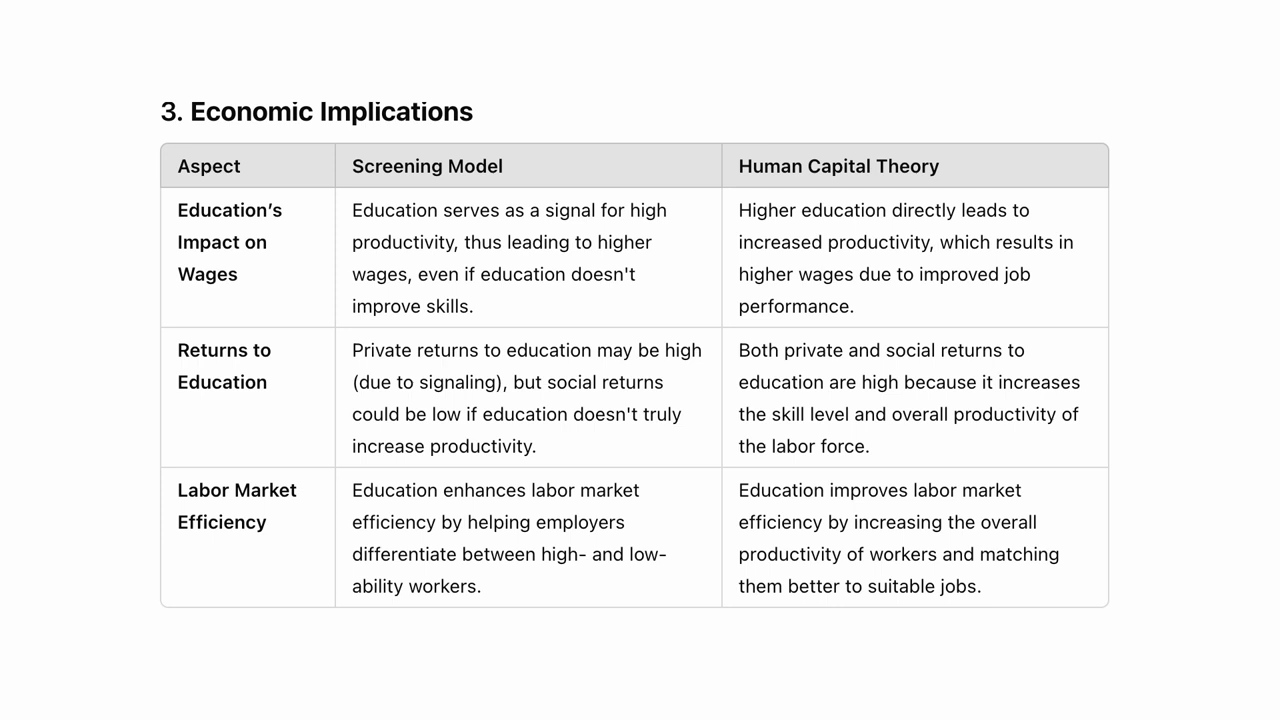 3. Economic Implications
Aspect
Screening Model
Human Capital Theory
Education’s
Impact on
Wages
Education serves as a signal for high
productivity, thus leading to higher
wages, even if education doesn't
improve skills.
Higher education directly leads to
increased productivity, which results in
higher wages due to improved job
performance.
Returns to
Education
Private returns to education may be high
(due to signaling), but social returns
could be low if education doesn't truly
increase productivity.
Both private and social returns to
education are high because it increases
the skill level and overall productivity of
the labor force.
Labor Market
Efficiency
Education enhances labor market
efficiency by helping employers
differentiate between high- and low-
ability workers.
Education improves labor market
efficiency by increasing the overall
productivity of workers and matching
them better to suitable jobs.